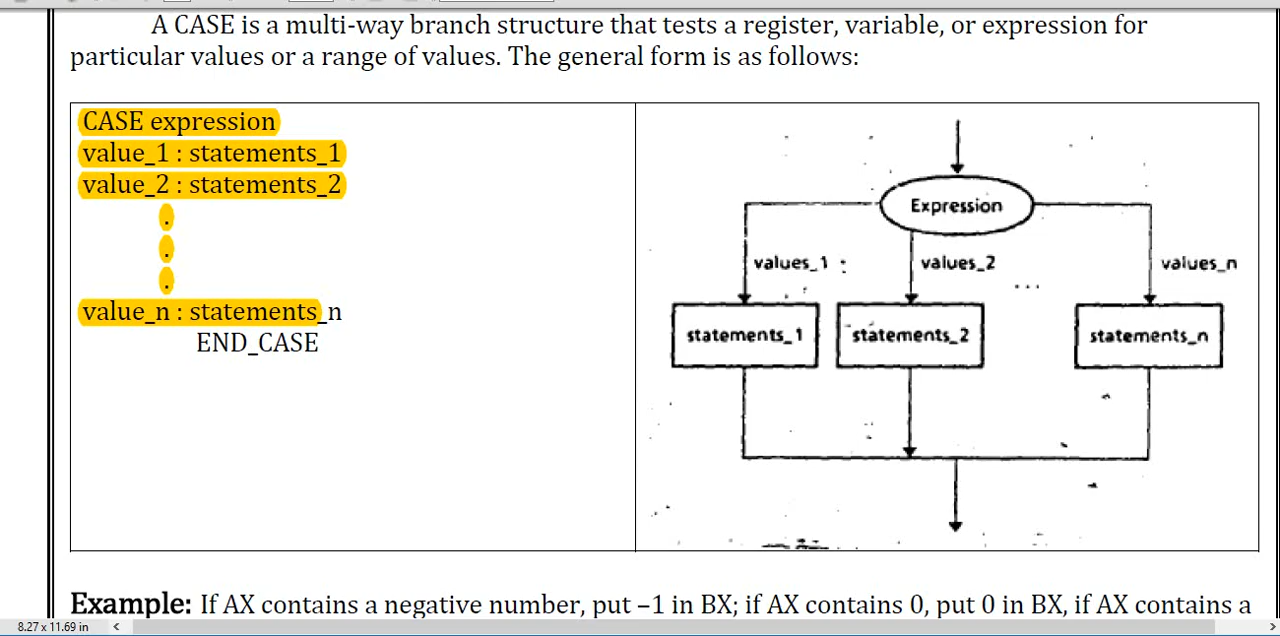 A CASE is a multi-way branch structure that tests a register, variable, or expression for
particular values or a range of values. The general form is as follows:
CASE expression
value_1 : statements_1
value_2 : statements_2
.
.
.
value_n : statements_n
END_CASE
Expression
values_1 :
values_2
...
values_n
statements_1
statements_2
statements_n
Example: If AX contains a negative number, put –1 in BX; if AX contains 0, put 0 in BX, if AX contains a
8.27 x 11.69 in